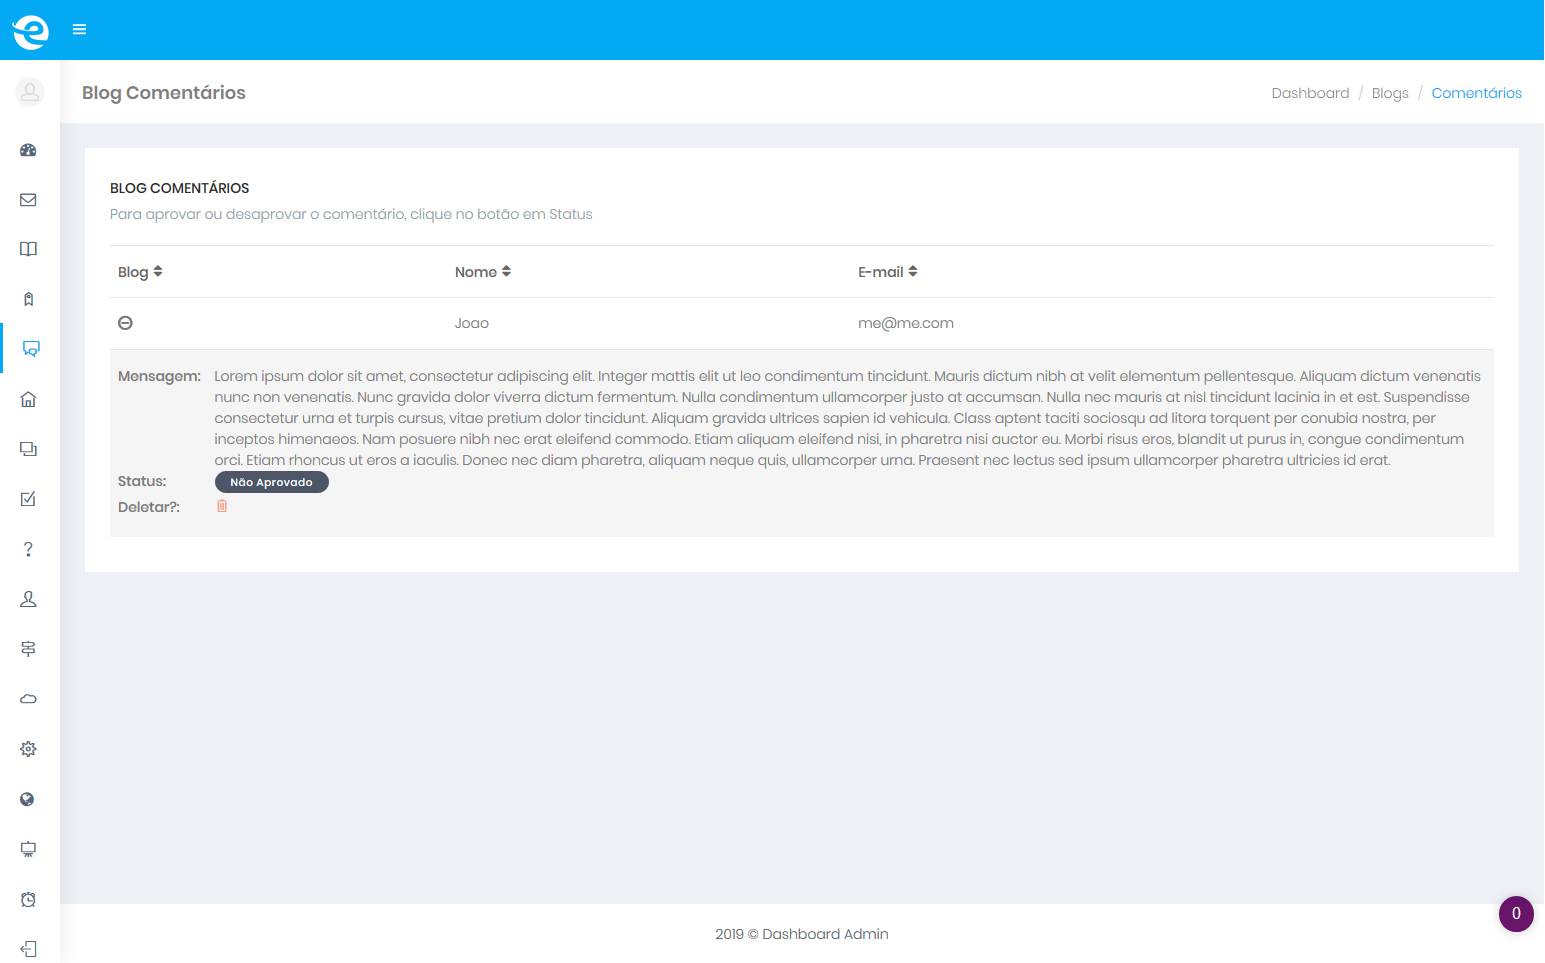 Blog Comentários
Dashboard / Blogs / Comentários
BLOG COMENTÁRIOS
Para aprovar ou desaprovar o comentário, clique no botão em Status
Blog Nome E-mail
Joao me@me.com
Mensagem: Lorem ipsum dolor sit amet, consectetur adipiscing elit. Integer mattis elit ut leo condimentum tincidunt. Mauris dictum nibh at velit elementum pellentesque. Aliquam dictum venenatis
nunc non venenatis. Nunc gravida dolor viverra dictum fermentum. Nulla condimentum ullamcorper justo at accumsan. Nulla nec mauris at nisl tincidunt lacinia in et est. Suspendisse
consectetur urna et turpis cursus, vitae pretium dolor tincidunt. Aliquam gravida ultrices sapien id vehicula. Class aptent taciti sociosqu ad litora torquent per conubia nostra, per
inceptos himenaeos. Nam posuere nibh nec erat eleifend commodo. Etiam aliquam eleifend nisi, in pharetra nisi auctor eu. Morbi risus eros, blandit ut purus in, congue condimentum
orci. Etiam rhoncus ut eros a iaculis. Donec nec diam pharetra, aliquam neque quis, ullamcorper urna. Praesent nec lectus sed ipsum ullamcorper pharetra ultricies id erat.
Status: Não Aprovado
Deletar?:
0
2019 © Dashboard Admin